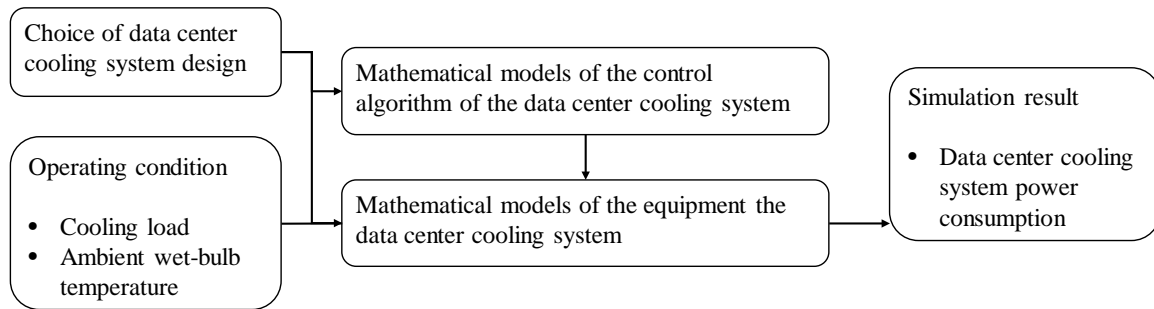 Choice of data center
cooling system design
Operating condition
• Cooling load
• Ambient wet-bulb
temperature
Mathematical models of the control
algorithm of the data center cooling system
Mathematical models of the equipment the
data center cooling system
Simulation result
• Data center cooling
system power
consumption